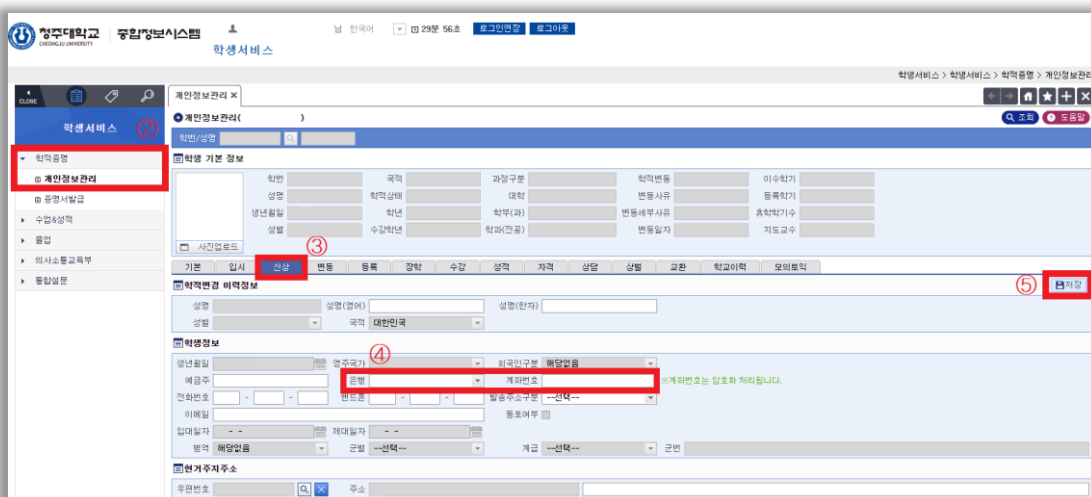 청주대학교 종합정보시스템 님 한국어 29분 56초 로그인연장 로그아웃
CHEONGJU UNIVERSITY
학생서비스
학생서비스 > 학생서비스 > 학적증명 > 개인정보관리
CLOSE 개인정보관리 ×
개인정보관리( ) 조회 도움말
학생서비스 ②
학번/성명
학적증명
학생 기본 정보
개인정보관리
증명서발급
수업&성적
졸업
의사소통교육부
통합설문
학번 국적 과정구분 학적변동 이수학기
성명 학적상태 대학 변동사유 등록학기
생년월일 학년 학부(과) 변동세부사유 휴학학기수
성별 수강학년 학과(전공) 변동일자 지도교수
사진업로드 ③
기본 입시 신상 변동 등록 장학 수강 성적 자격 상담 상벌 교환 학교이력 모의토익
학적변경 이력정보 ⑤ 저장
성명 성명(영어) 성명(한자)
성별 국적 대한민국
학생정보
④
생년월일 영주국가 외국인구분 해당없음
예금주 은행 계좌번호 ※계좌번호는 암호화 처리됩니다.
전화번호 - - 핸드폰 - - 발송주소구분 --선택--
이메일 동포여부
입대일자 - - 제대일자 - -
병역 해당없음 군별 --선택-- 계급 --선택-- 군번
현거주지주소
우편번호 주소